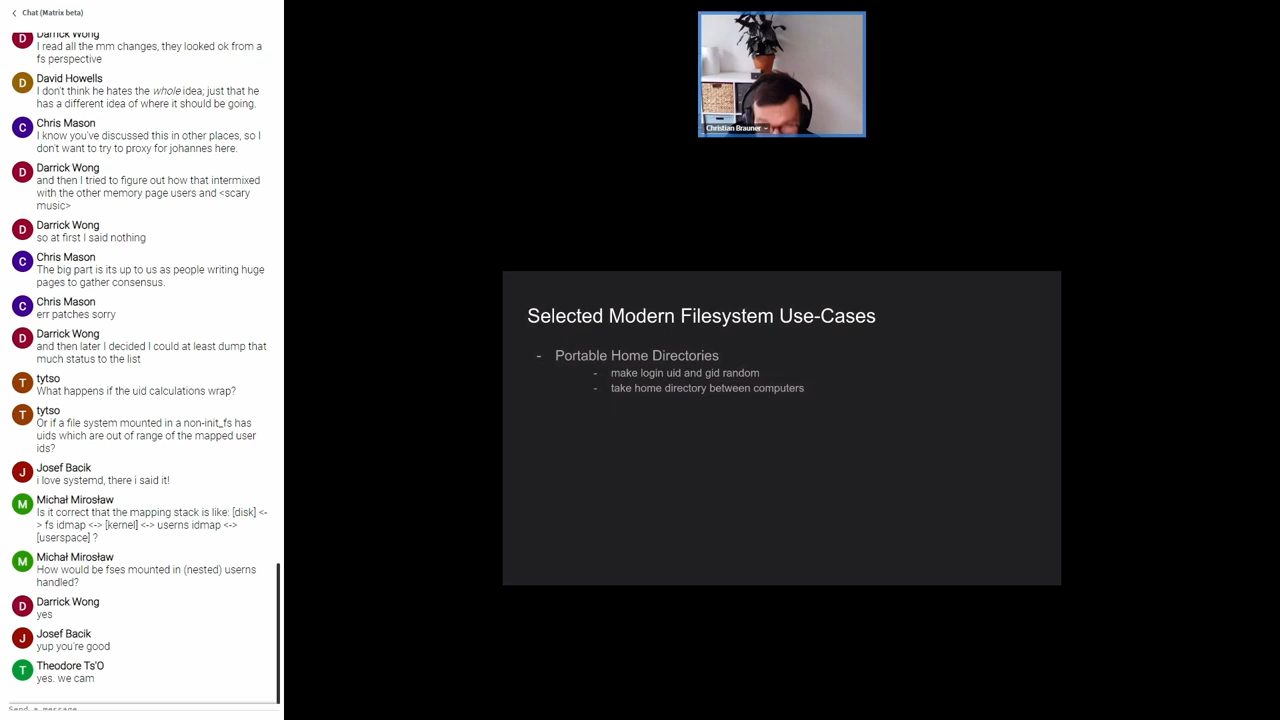 Chat (Matrix beta)
Darrick Wong
I read all the mm changes, they looked ok from a
fs perspective
David Howells
I don't think he hates the whole idea; just that he
has a different idea of where it should be going.
Chris Mason
I know you've discussed this in other places, so I
don't want to try to proxy for johannes here.
Darrick Wong
and then I tried to figure out how that intermixed
with the other memory page users and <scary
music>
Darrick Wong
so at first I said nothing
Chris Mason
The big part is its up to us as people writing huge
pages to gather consensus.
Chris Mason
err patches sorry
Darrick Wong
and then later I decided I could at least dump that
much status to the list
tytso
What happens if the uid calculations wrap?
tytso
Or if a file system mounted in a non-init_fs has
uids which are out of range of the mapped user
ids?
Josef Bacik
i love systemd, there i said it!
Michał Mirosław
Is it correct that the mapping stack is like: [disk] <-
> fs idmap <-> [kernel] <-> userns idmap <->
[userspace] ?
Michał Mirosław
How would be fses mounted in (nested) userns
handled?
Darrick Wong
yes
Josef Bacik
yup you're good
Theodore Ts'O
yes. we cam
Send a message
Christian Brauner
Selected Modern Filesystem Use-Cases
- Portable Home Directories
- make login uid and gid random
- take home directory between computers